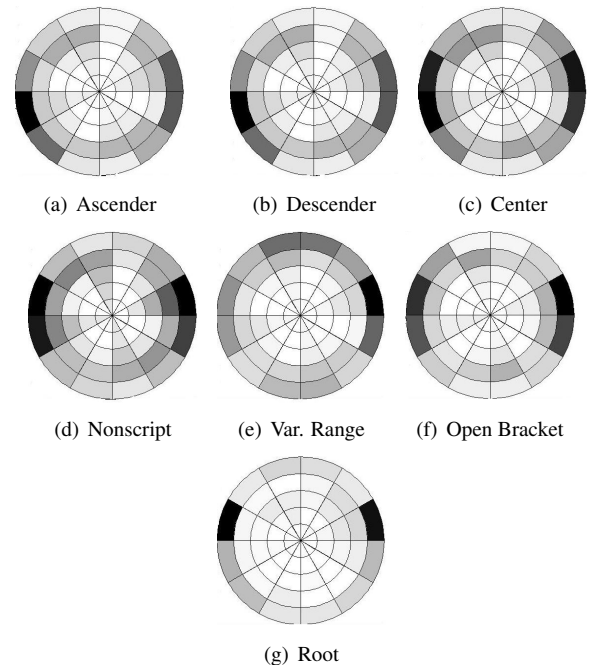 (a) Ascender (b) Descender (c) Center
(d) Nonscript (e) Var. Range (f) Open Bracket
(g) Root